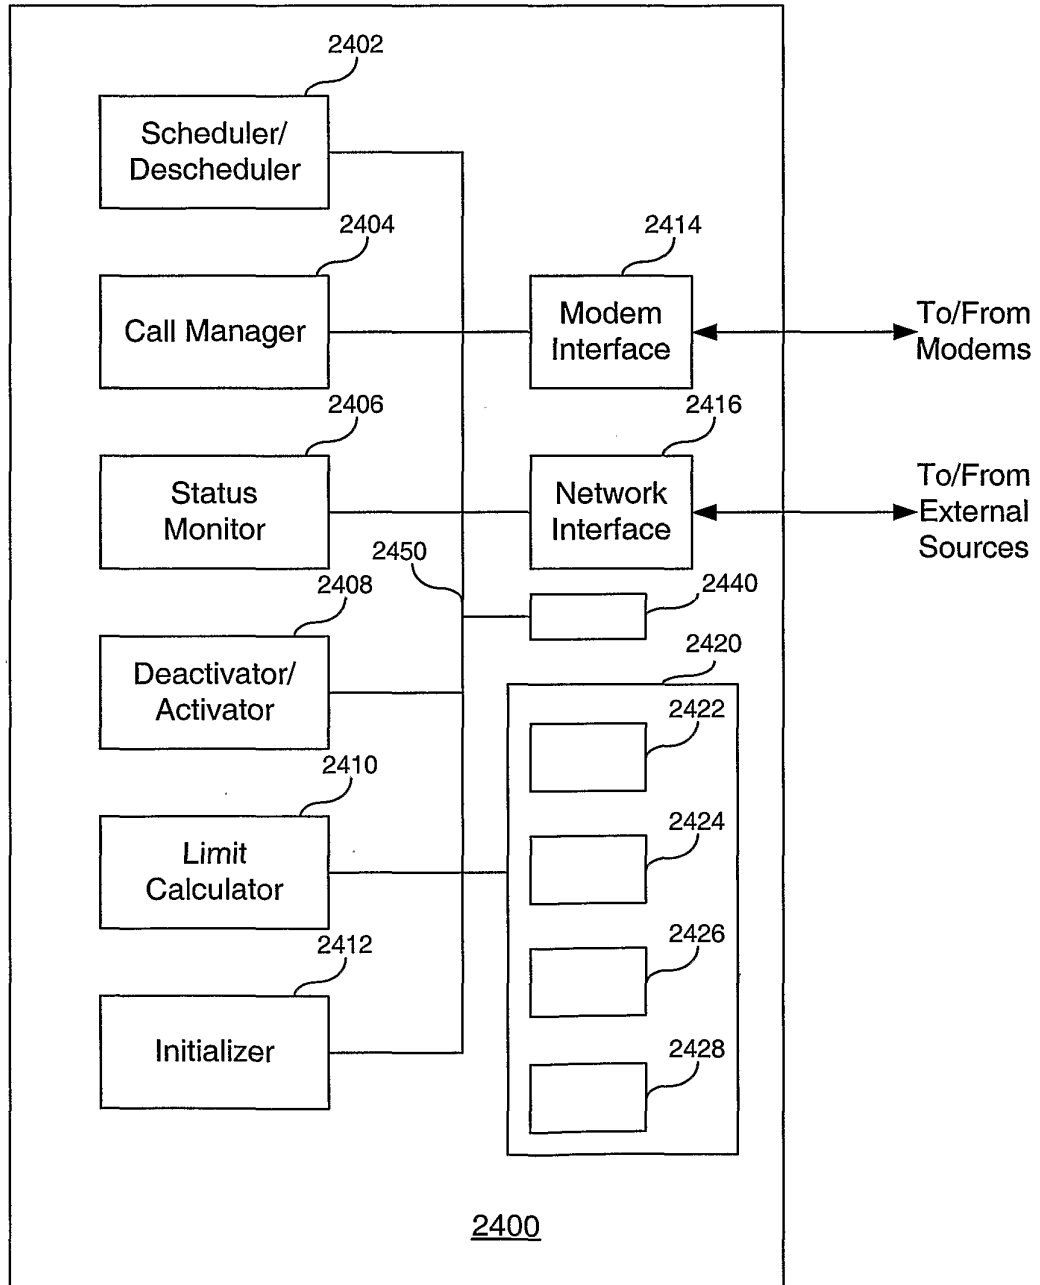 2402
Scheduler/
Descheduler
2404
Call Manager
2414
Modem
Interface
To/From
Modems
2406
Status
Monitor
2416
Network
Interface
To/From
External
Sources
2450
2408
Deactivator/
Activator
2440
2420
2422
2410
Limit
Calculator
2424
2426
2412
Initializer
2428
2400